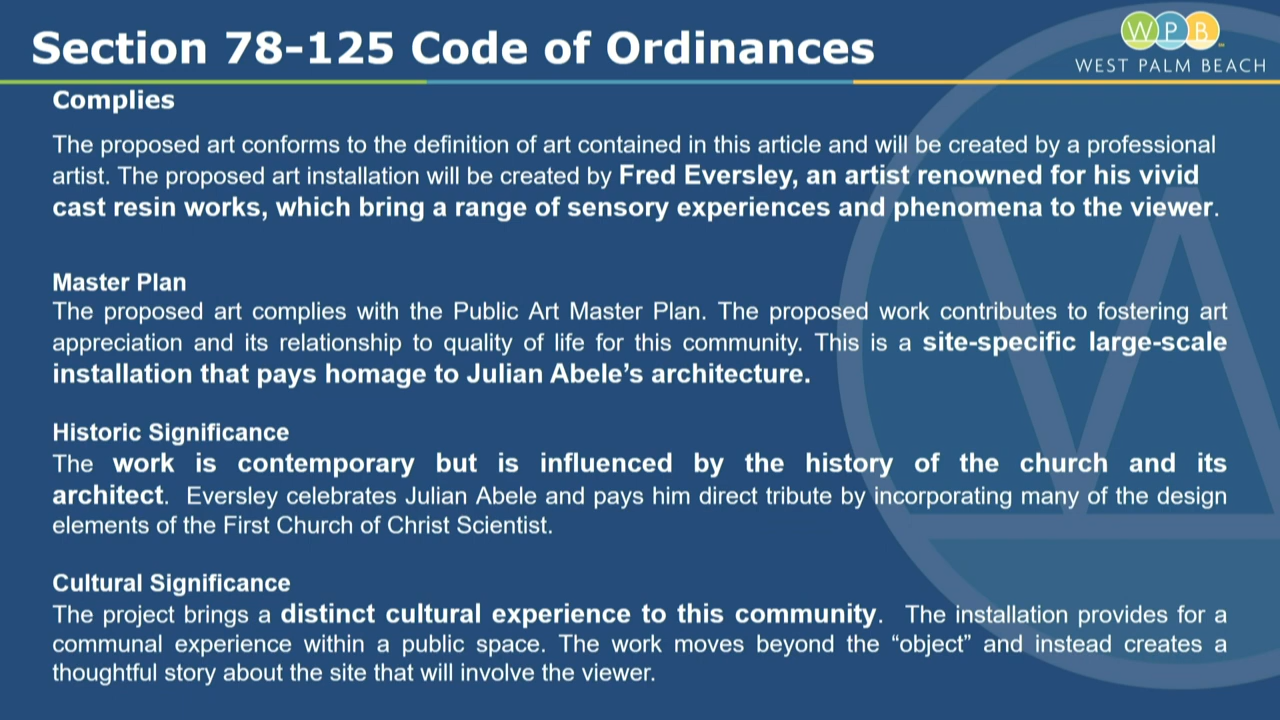 Section 78-125 Code of Ordinances
WPB
WEST PALM BEACH
Complies
The proposed art conforms to the definition of art contained in this article and will be created by a professional
artist. The proposed art installation will be created by Fred Eversley, an artist renowned for his vivid
cast resin works, which bring a range of sensory experiences and phenomena to the viewer.
Master Plan
The proposed art complies with the Public Art Master Plan. The proposed work contributes to fostering art
appreciation and its relationship to quality of life for this community. This is a site-specific large-scale
installation that pays homage to Julian Abele’s architecture.
Historic Significance
The work is contemporary but is influenced by the history of the church and its
architect. Eversley celebrates Julian Abele and pays him direct tribute by incorporating many of the design
elements of the First Church of Christ Scientist.
Cultural Significance
The project brings a distinct cultural experience to this community. The installation provides for a
communal experience within a public space. The work moves beyond the “object” and instead creates a
thoughtful story about the site that will involve the viewer.